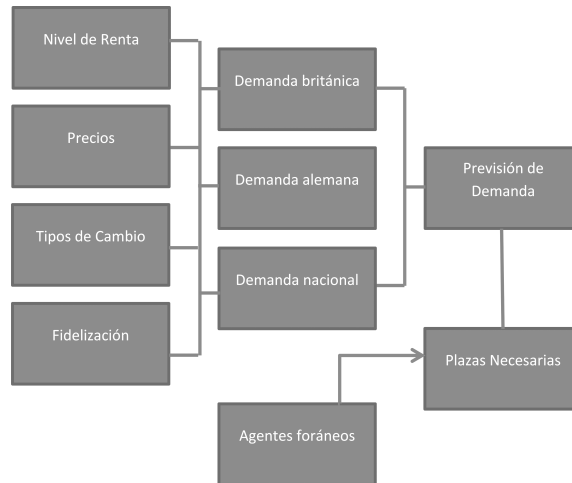 Nivel de Renta
Precios
Tipos de Cambio
Fidelización
Demanda británica
Demanda alemana
Demanda nacional
Previsión de
Demanda
Plazas Necesarias
Agentes foráneos